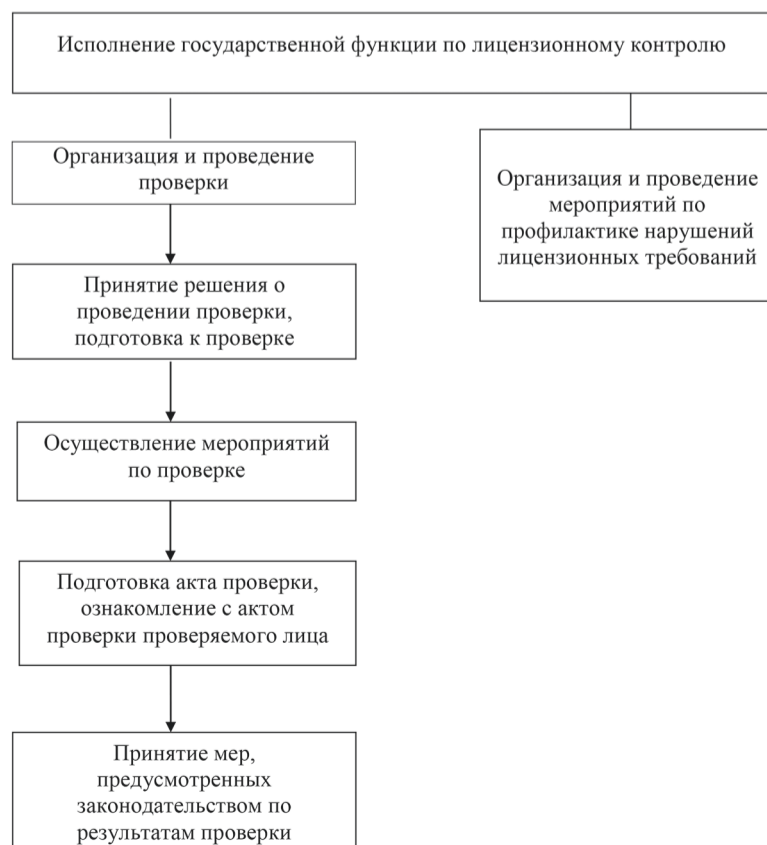 Исполнение государственной функции по лицензионному контролю
Организация и проведение
проверки
Организация и проведение
мероприятий по
профилактике нарушений
лицензионных требований
Принятие решения о
проведении проверки,
подготовка к проверке
Осуществление мероприятий
по проверке
Подготовка акта проверки,
ознакомление с актом
проверки проверяемого лица
Принятие мер,
предусмотренных
законодательством по
результатам проверки